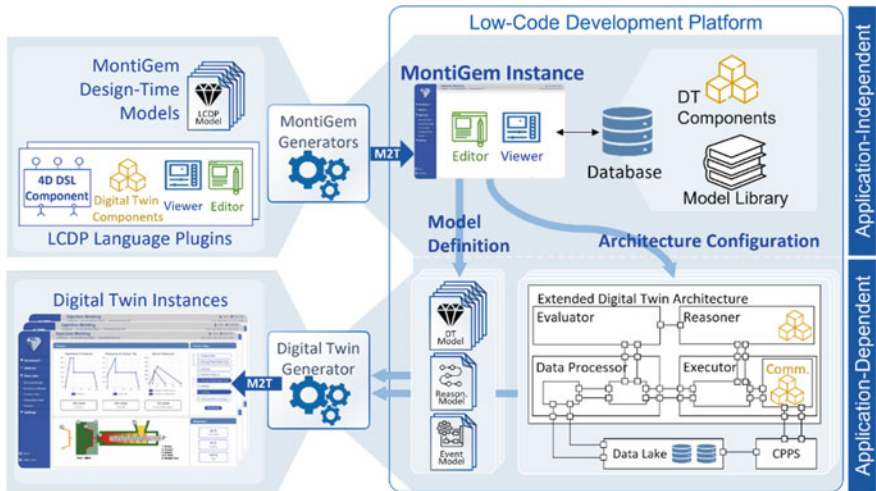 Low-Code Development Platform
MontiGem
Design-Time
Models
LCDP
Model
4D DSL
Component
Digital Twin
Components
Viewer
Editor
LCDP Language Plugins
MontiGem
Generators
M2T
MontiGem Instance
Editor
Viewer
Database
DT
Components
Model Library
Application-Independent
Model
Definition
Architecture Configuration
Digital Twin Instances
M2T
Digital Twin
Generator
DT
Model
Reason.
Model
Event
Model
Extended Digital Twin Architecture
Evaluator
Reasoner
Data Processor
Executor
Comm.
Data Lake
CPPS
Application-Dependent